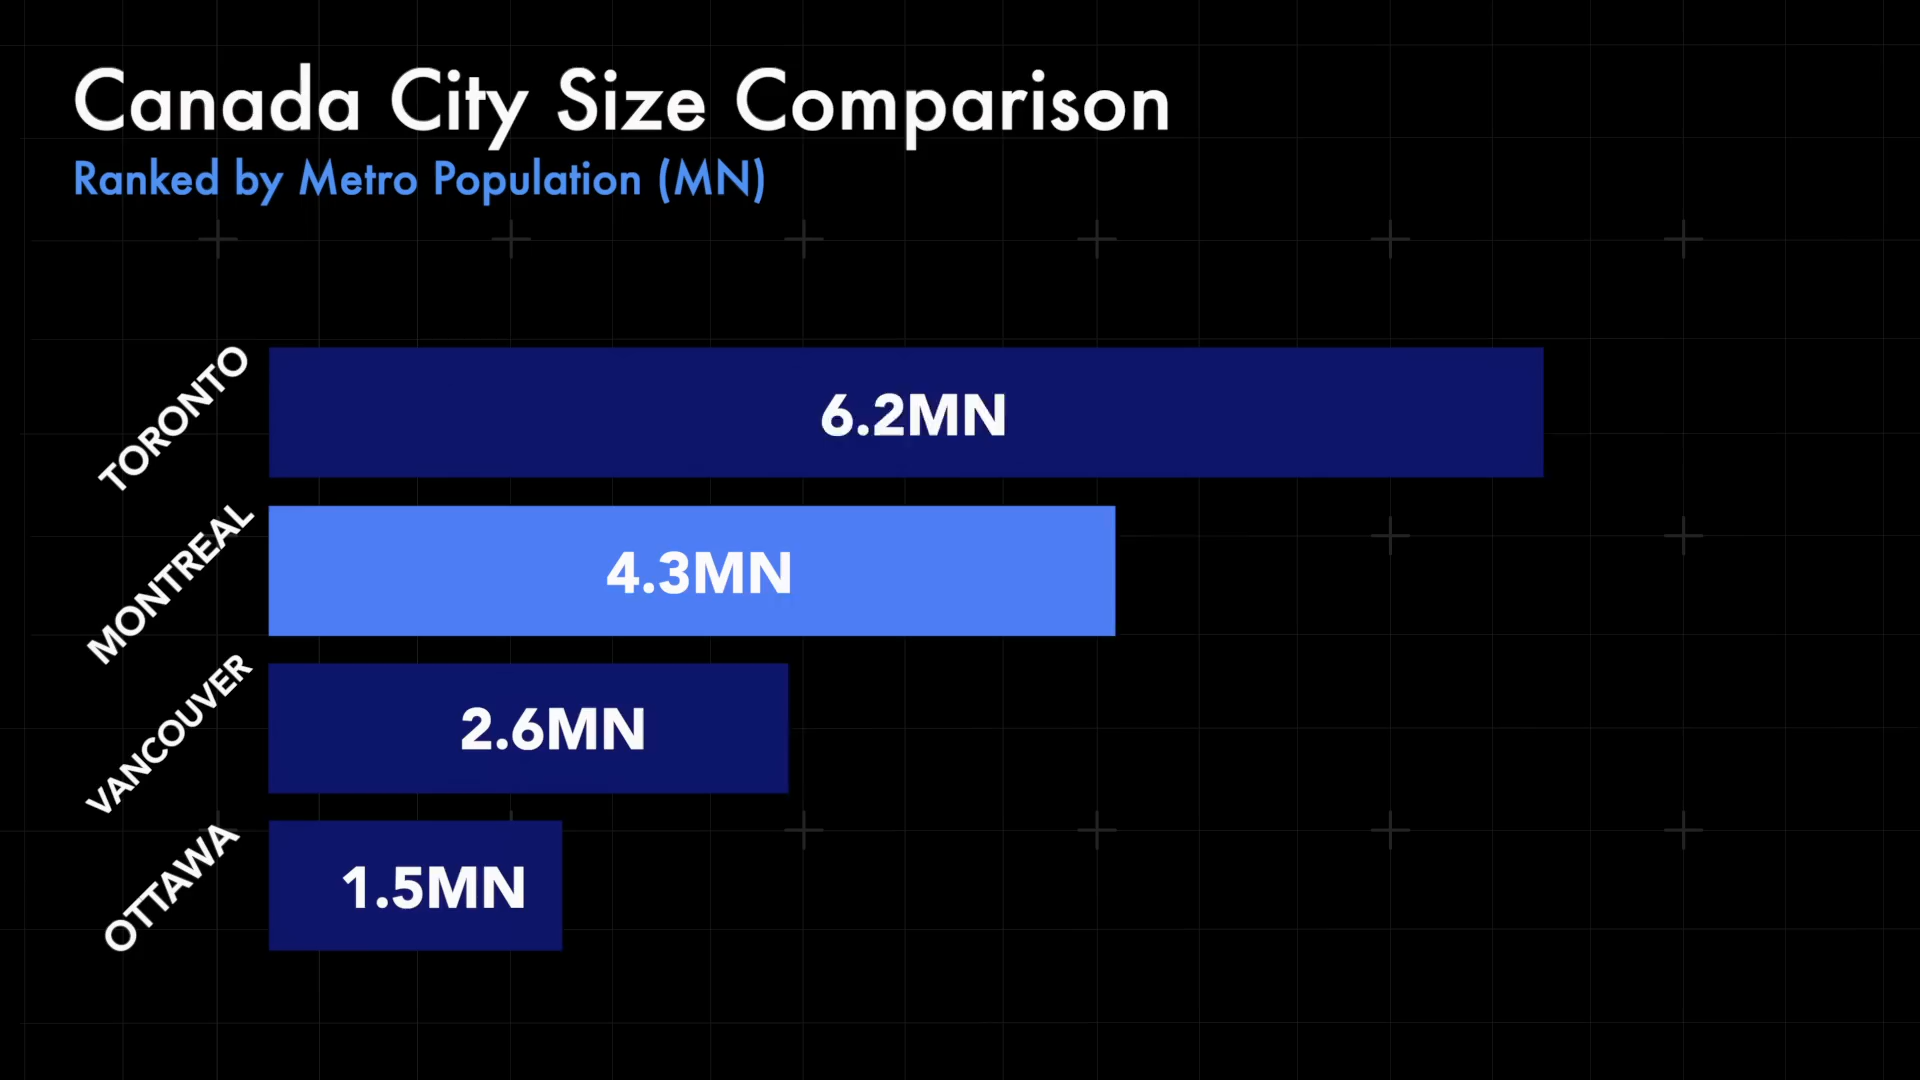 Canada City Size Comparison
Ranked by Metro Population (MN)
TORONTO
6.2MN
MONTREAL
4.3MN
VANCOUVER
2.6MN
OTTAWA
1.5MN